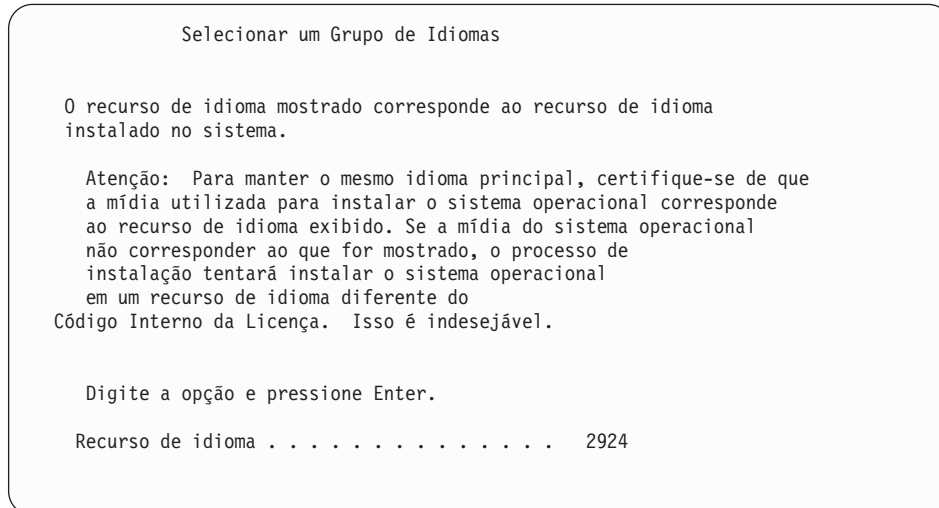 Selecionar um Grupo de Idiomas
O recurso de idioma mostrado corresponde ao recurso de idioma
instalado no sistema.
Atenção:  Para manter o mesmo idioma principal, certifique-se de que
a mídia utilizada para instalar o sistema operacional corresponde
ao recurso de idioma exibido. Se a mídia do sistema operacional
não corresponder ao que for mostrado, o processo de
instalação tentará instalar o sistema operacional
em um recurso de idioma diferente do
Código Interno da Licença.  Isso é indesejável.
Digite a opção e pressione Enter.
Recurso de idioma . . . . . . . . . . . . . .   2924